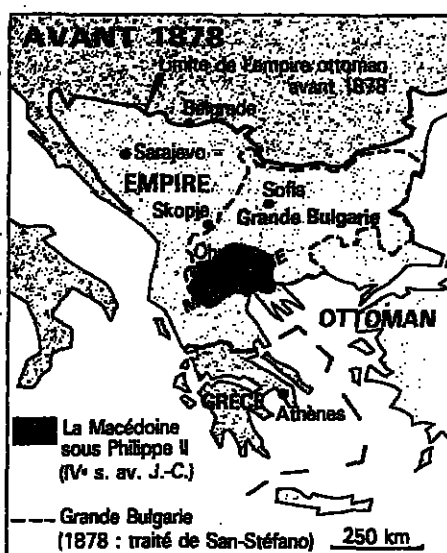 AVANT 1878
Limite de l'empire ottoman
avant 1878
Belgrade
Sarajevo
EMPIRE
Sofia
Skopje
Grande Bulgarie
OTTOMAN
GRÈCE
Athènes
La Macédoine
sous Philippe II
(IVe s. av. J.-C.)
Grande Bulgarie
(1878 : traité de San-Stéfano)
250 km